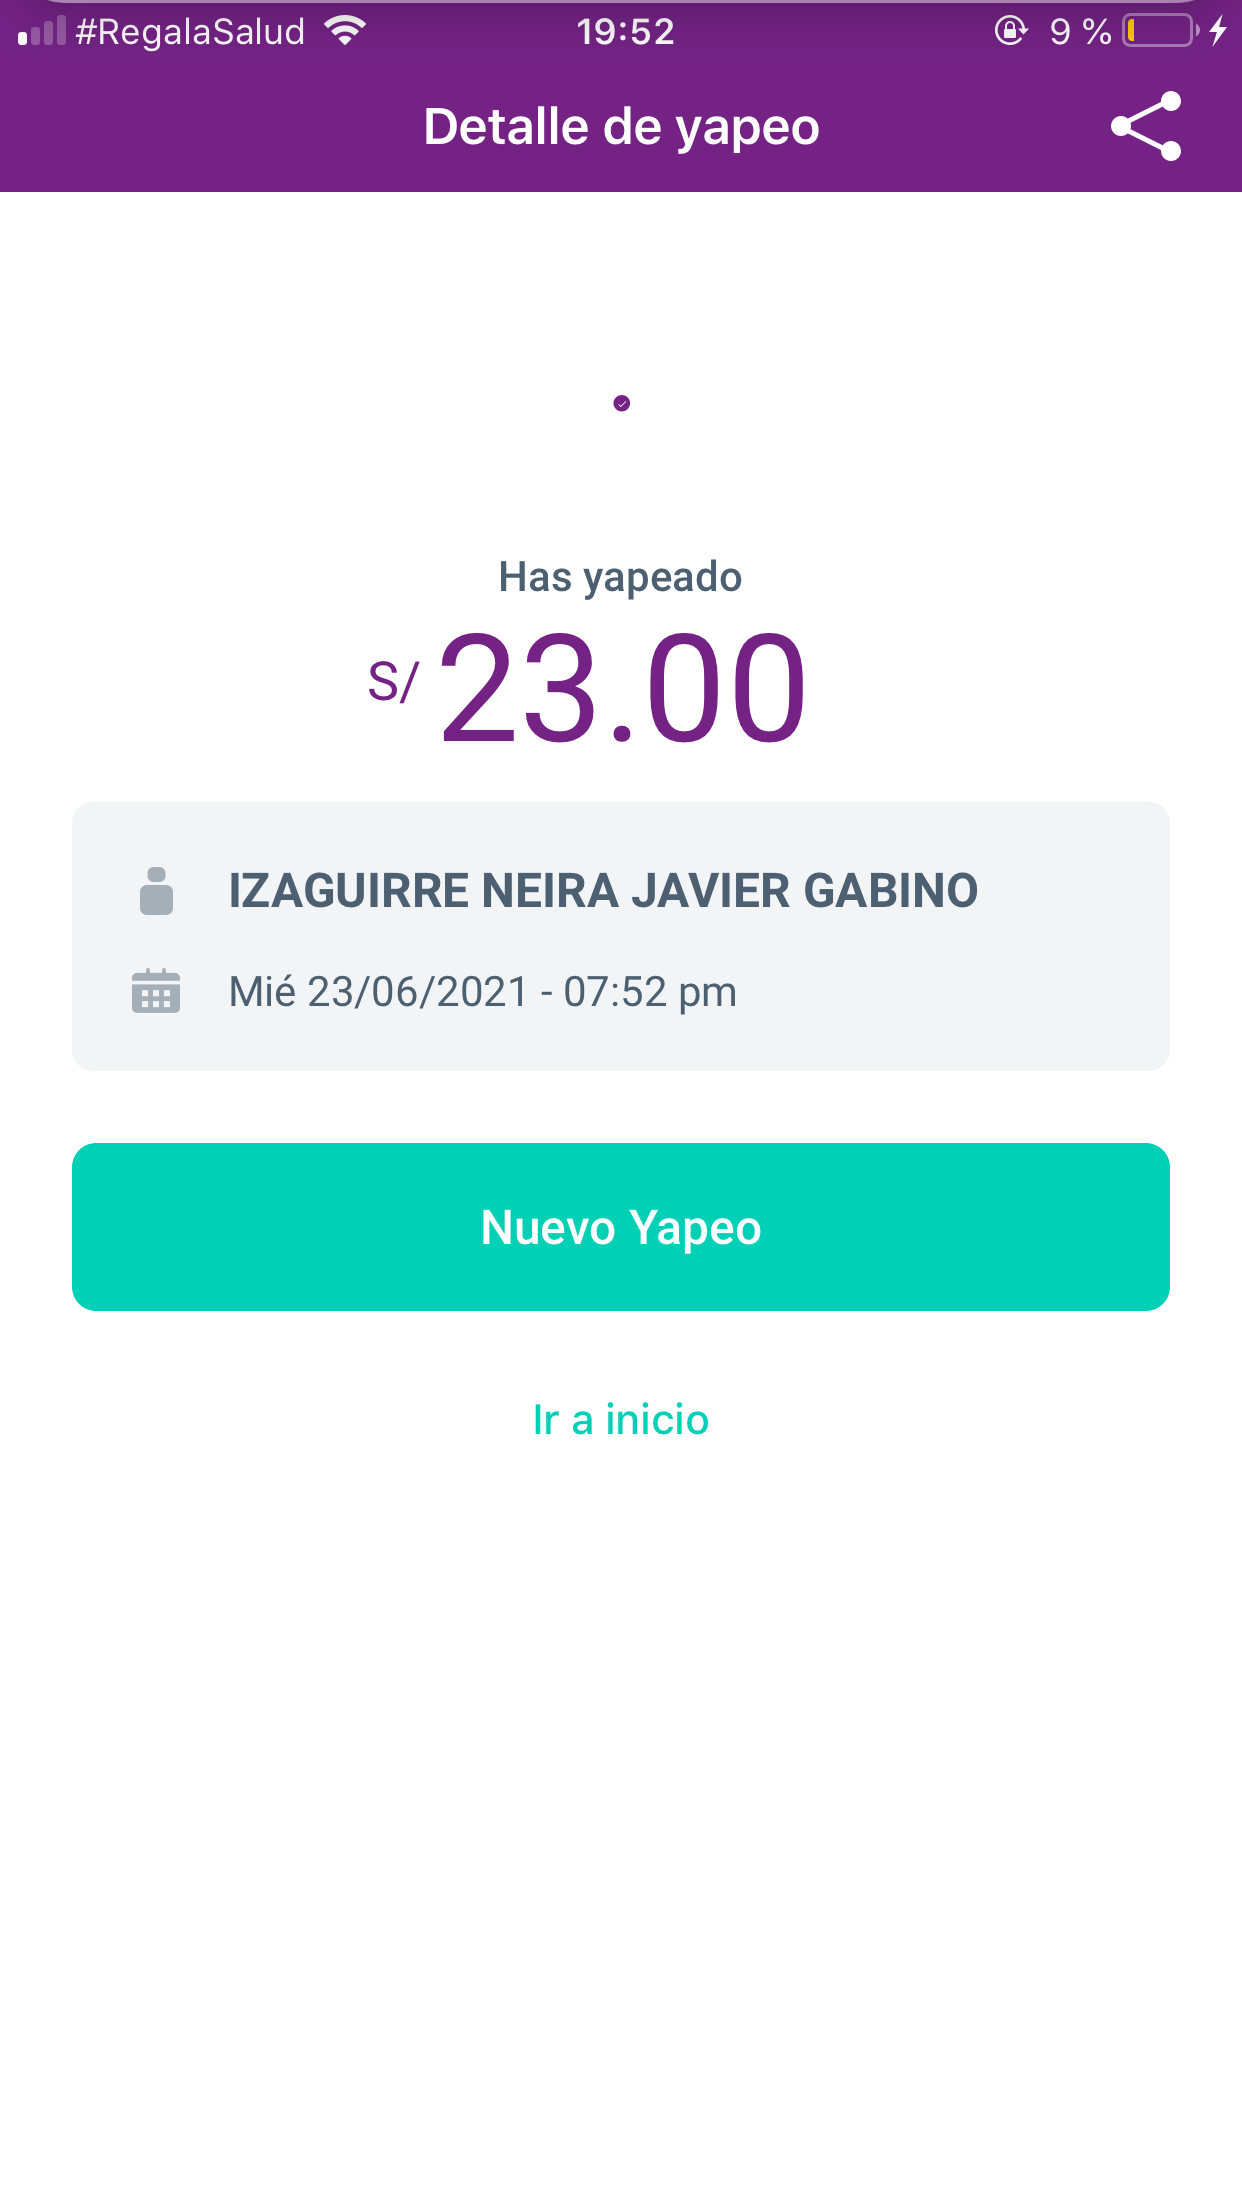 #RegalaSalud 19:52 9 %
Detalle de yapeo
Has yapeado
S/ 23.00
IZAGUIRRE NEIRA JAVIER GABINO
Mié 23/06/2021 - 07:52 pm
Nuevo Yapeo
Ir a inicio